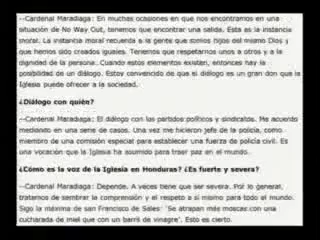 --Cardenal Maradiaga: En muchas ocasiones en que nos encontramos en una
situación de No Way Out, tenemos que encontrar una salida. Esta es la instancia
moral. La instancia moral recuerda a la gente que somos hijos del mismo Dios y
que hemos sido creados iguales. Tenemos que respetarnos unos a otros y a la
dignidad de la persona. Cuando estos elementos existen, entonces hay la
posibilidad de un diálogo. Estoy convencido de que el diálogo es un gran don que la
Iglesia puede ofrecer a la sociedad.
¿Diálogo con quién?
--Cardenal Maradiaga: El diálogo con los partidos políticos y sindicatos. Me acuerdo
mediando en una serie de casos. Una vez me hicieron jefe de la policía, como
miembro de una comisión especial para establecer una fuerza de policía civil. Es
una vocación que la Iglesia ha asumido para traer paz en el mundo.
¿Cómo es la voz de la Iglesia en Honduras? ¿Es fuerte y severa?
--Cardenal Maradiaga: Depende. A veces tiene que ser severa. Por lo general,
tratamos de sembrar la comprensión y el respeto a sí mismo para todo el mundo.
Sigo la máxima de san Francisco de Sales: 'Se atrapan más moscas con una
cucharada de miel que con un barril de vinagre'. Esto es cierto.